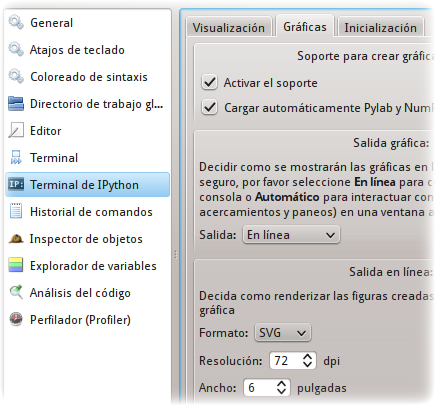 General
Atajos de teclado
Coloreado de sintaxis
Directorio de trabajo gl...
Editor
Terminal
IP:
Terminal de IPython
Historial de comandos
Inspector de objetos
Explorador de variables
Análisis del código
Perfilador (Profiler)
Visualización
Gráficas
Inicialización
Soporte para crear gráfica
Activar el soporte
Cargar automáticamente Pylab y Num
Salida gráfica:
Decidir como se mostrarán las gráficas en
seguro, por favor seleccione En línea para
consola o Automático para interactuar con
acercamientos y paneos) en una ventana a
Salida: En línea
Salida en línea:
Decida como renderizar las figuras creadas
gráfica
Formato: SVG
Resolución: 72 dpi
Ancho: 6 pulgadas